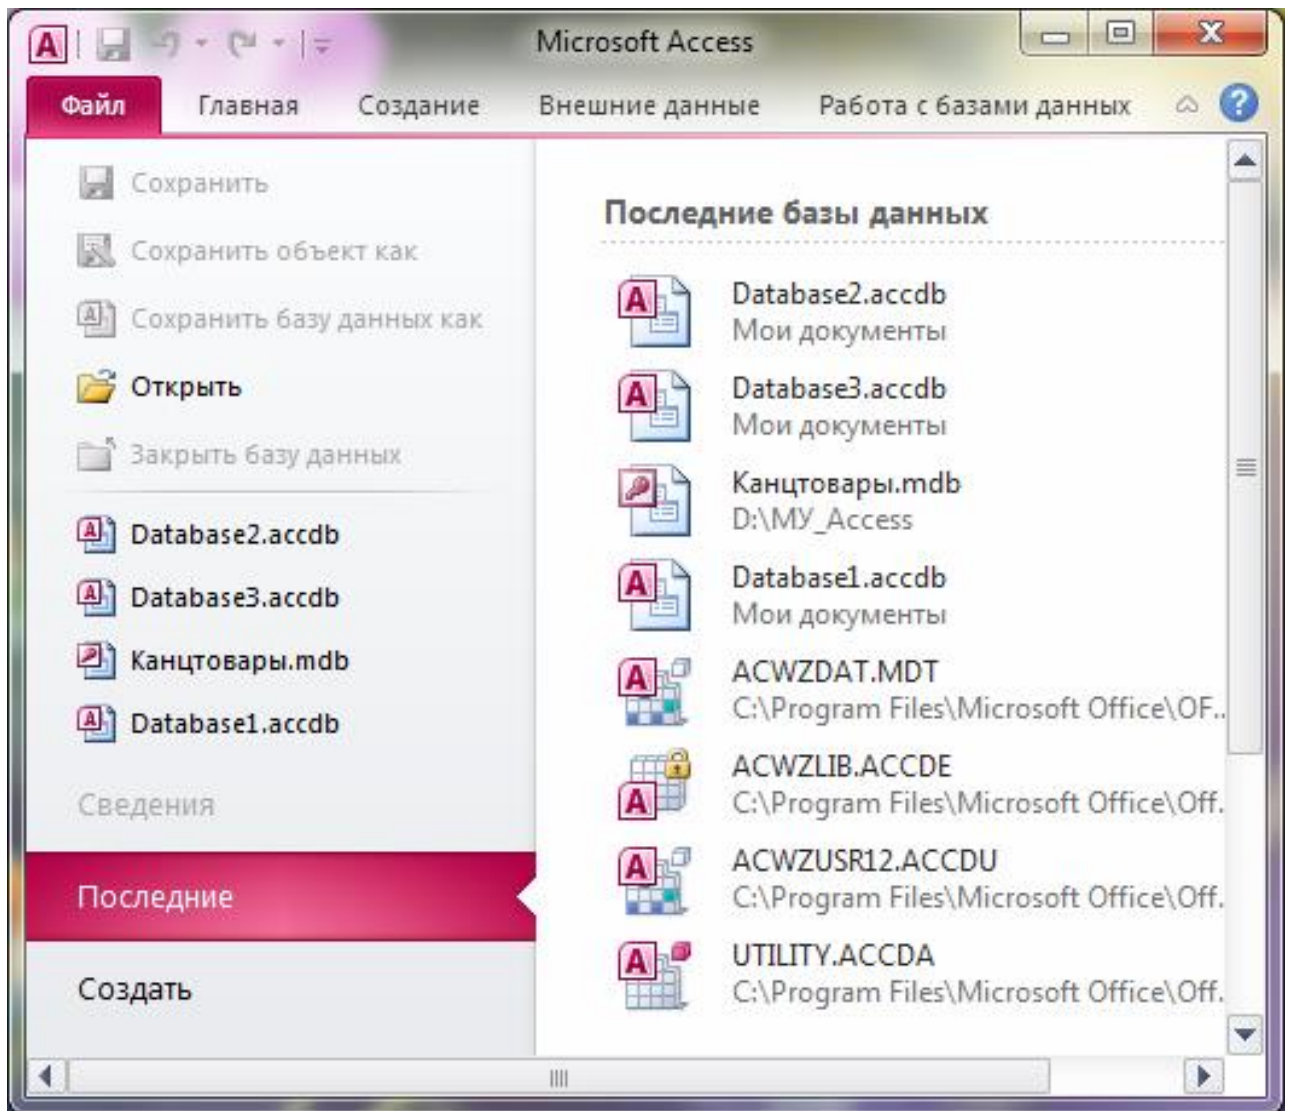 Microsoft Access
Файл Главная Создание Внешние данные Работа с базами данных
Сохранить
Сохранить объект как
Сохранить базу данных как
Открыть
Закрыть базу данных
Database2.accdb
Database3.accdb
Канцтовары.mdb
Database1.accdb
Сведения
Последние
Создать
Последние базы данных
Database2.accdb
Мои документы
Database3.accdb
Мои документы
Канцтовары.mdb
D:\МУ_Access
Database1.accdb
Мои документы
ACWZDAT.MDT
C:\Program Files\Microsoft Office\OF..
ACWZLIB.ACCDE
C:\Program Files\Microsoft Office\Off.
ACWZUSR12.ACCDU
C:\Program Files\Microsoft Office\Off.
UTILITY.ACCDA
C:\Program Files\Microsoft Office\Off.